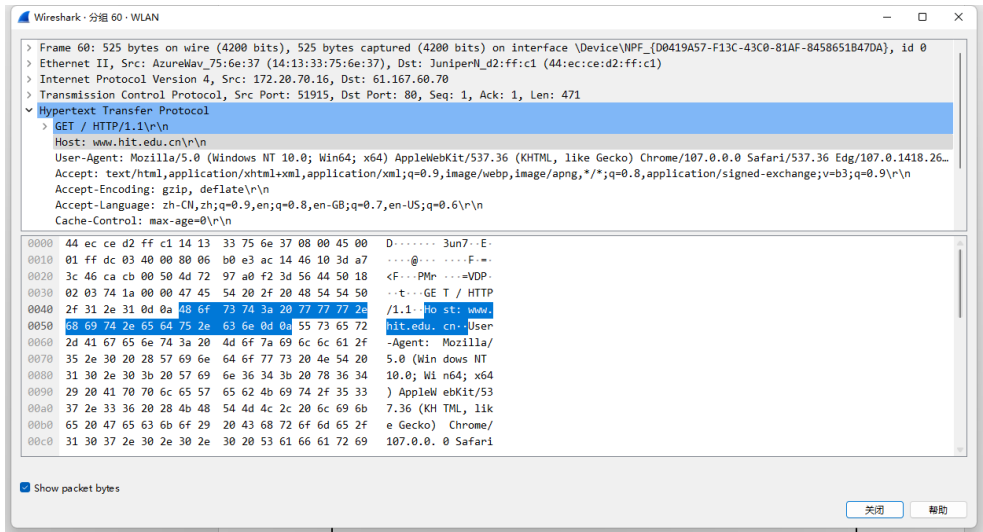 Wireshark · 分组 60 · WLAN
Frame 60: 525 bytes on wire (4200 bits), 525 bytes captured (4200 bits) on interface \Device\NPF_{D0419A57-F13C-43C0-81AF-8458651B47DA}, id 0
Ethernet II, Src: AzureWav_75:6e:37 (14:13:33:75:6e:37), Dst: JuniperN_d2:ff:c1 (44:ec:ce:d2:ff:c1)
Internet Protocol Version 4, Src: 172.20.70.16, Dst: 61.167.60.70
Transmission Control Protocol, Src Port: 51915, Dst Port: 80, Seq: 1, Ack: 1, Len: 471
Hypertext Transfer Protocol
GET / HTTP/1.1\r\n
Host: www.hit.edu.cn\r\n
User-Agent: Mozilla/5.0 (Windows NT 10.0; Win64; x64) AppleWebKit/537.36 (KHTML, like Gecko) Chrome/107.0.0.0 Safari/537.36 Edg/107.0.1418.26…
Accept: text/html,application/xhtml+xml,application/xml;q=0.9,image/webp,image/apng,*/*;q=0.8,application/signed-exchange;v=b3;q=0.9\r\n
Accept-Encoding: gzip, deflate\r\n
Accept-Language: zh-CN,zh;q=0.9,en;q=0.8,en-GB;q=0.7,en-US;q=0.6\r\n
Cache-Control: max-age=0\r\n
0000 44 ec ce d2 ff c1 14 13 33 75 6e 37 08 00 45 00 D······· 3un7··E·
0010 01 ff dc 03 40 00 80 06 b0 e3 ac 14 46 10 3d a7 ····@··· ····F·=·
0020 3c 46 ca cb 00 50 4d 72 97 a0 f2 3d 56 44 50 18 <F···PMr ···=VDP·
0030 02 03 74 1a 00 00 47 45 54 20 2f 20 48 54 54 50 ··t···GE T / HTTP
0040 2f 31 2e 31 0d 0a 48 6f 73 74 3a 20 77 77 77 2e /1.1··Ho st: www.
0050 68 69 74 2e 65 64 75 2e 63 6e 0d 0a 55 73 65 72 hit.edu. cn··User
0060 2d 41 67 65 6e 74 3a 20 4d 6f 7a 69 6c 6c 61 2f -Agent: Mozilla/
0070 35 2e 30 20 28 57 69 6e 64 6f 77 73 20 4e 54 20 5.0 (Win dows NT
0080 31 30 2e 30 3b 20 57 69 6e 36 34 3b 20 78 36 34 10.0; Wi n64; x64
0090 29 20 41 70 70 6c 65 57 65 62 4b 69 74 2f 35 33 ) AppleW ebKit/53
00a0 37 2e 33 36 20 28 4b 48 54 4d 4c 2c 20 6c 69 6b 7.36 (KH TML, lik
00b0 65 20 47 65 63 6b 6f 29 20 43 68 72 6f 6d 65 2f e Gecko) Chrome/
00c0 31 30 37 2e 30 2e 30 2e 30 20 53 61 66 61 72 69 107.0.0. 0 Safari
Show packet bytes
关闭 帮助